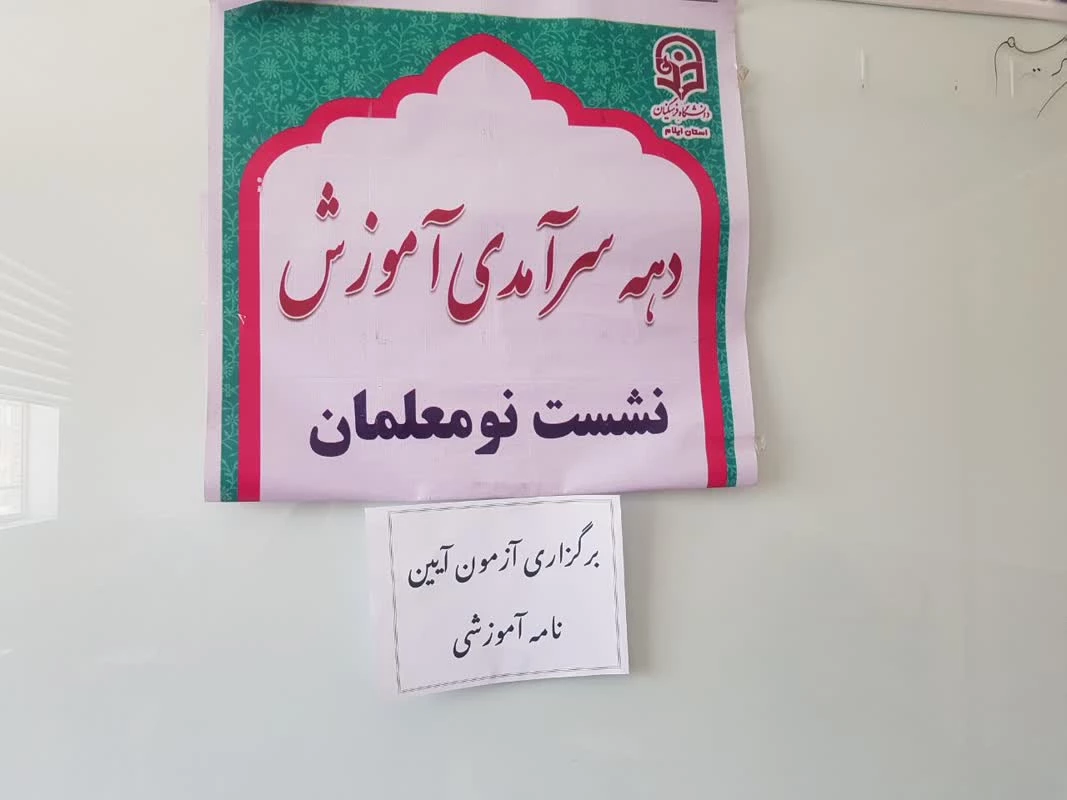 دانشگاه فرهنگیان
استان ایلام
دهه سرآمدی آموزش
نشست نومعلمان
برگزاری آزمون آیین
نامه آموزشی